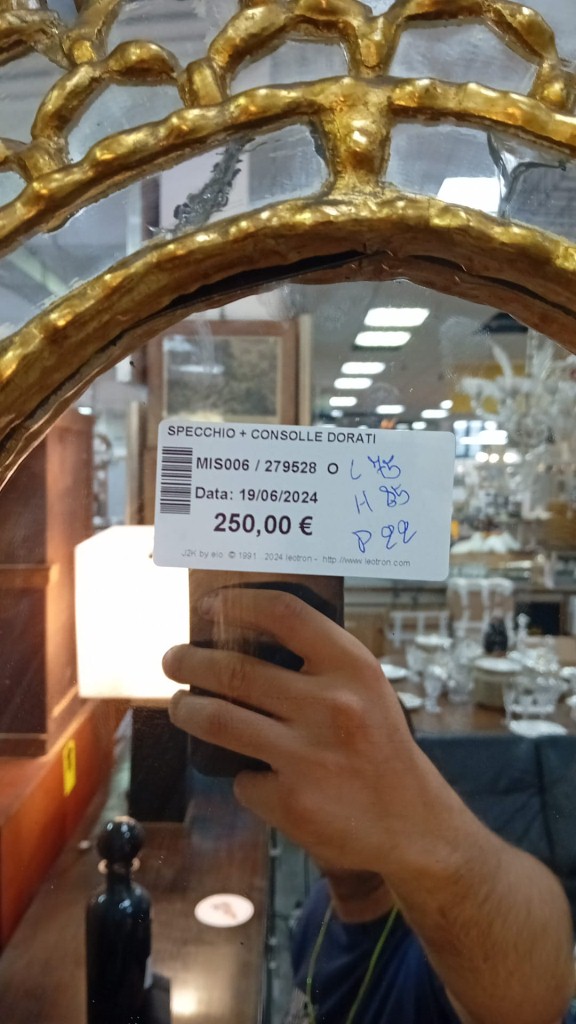 SPECCHIO + CONSOLLE DORATI
MIS006 / 279528 O L 75
Data: 19/06/2024 H 85
250,00 € P 22
J2K by eio © 1991 . 2024 leotron - http://www.leotron.com